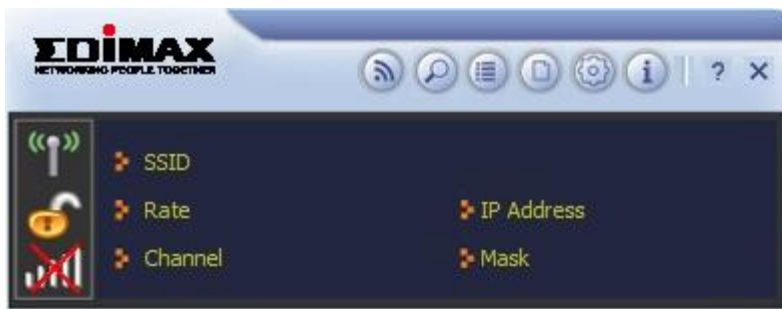 EDIMAX
NETWORKING PEOPLE TOGETHER
i ? ×
SSID
Rate IP Address
Channel Mask